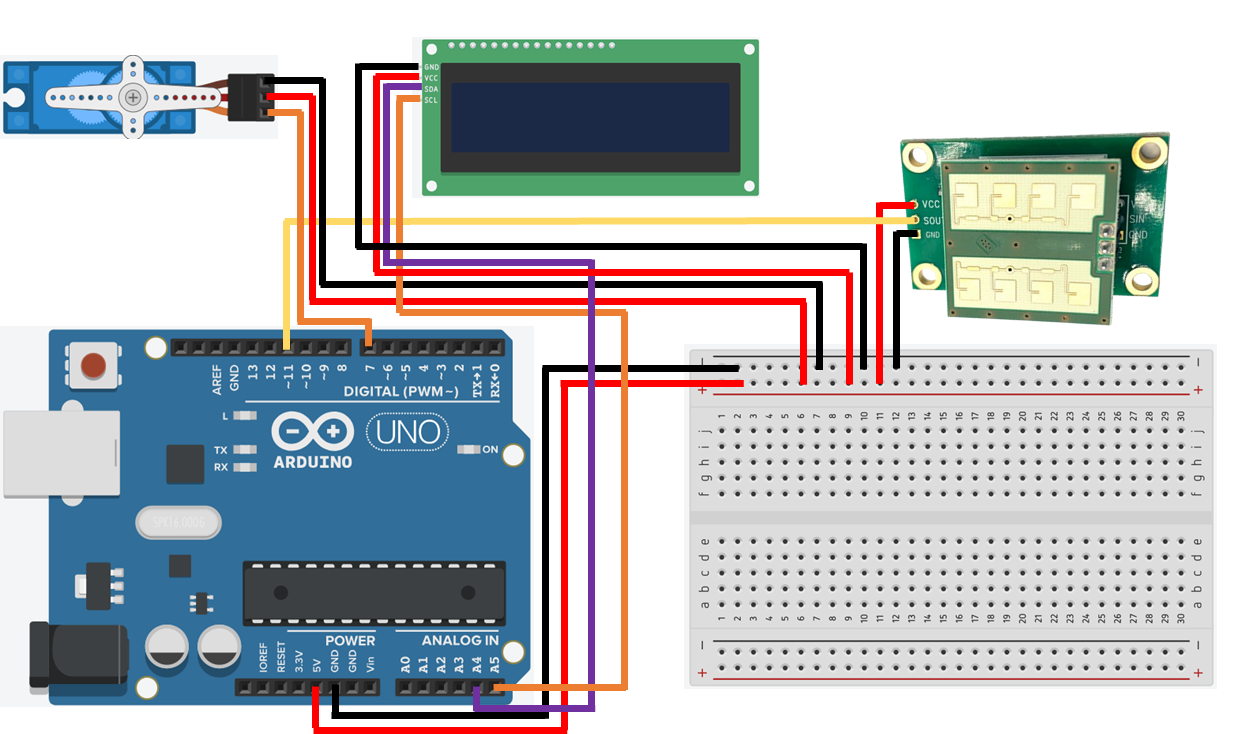 GND
VCC
SDA
SCL
VCC
SOUT
GND
SIN
GND
AREF
GND
13
12
~11
~10
~9
8
7
~6
~5
4
~3
2
TX→1
RX←0
DIGITAL (PWM~)
L
TX
RX
ARDUINO
UNO
ON
SPK16.000G
POWER
ANALOG IN
IOREF
RESET
3.3V
5V
GND
GND
Vin
A0
A1
A2
A3
A4
A5
− −
+ +
1 2 3 4 5 6 7 8 9 10 11 12 13 14 15 16 17 18 19 20 21 22 23 24 25 26 27 28 29 30
j j
i i
h h
g g
f f
e e
d d
c c
b b
a a
1 2 3 4 5 6 7 8 9 10 11 12 13 14 15 16 17 18 19 20 21 22 23 24 25 26 27 28 29 30
− −
+ +